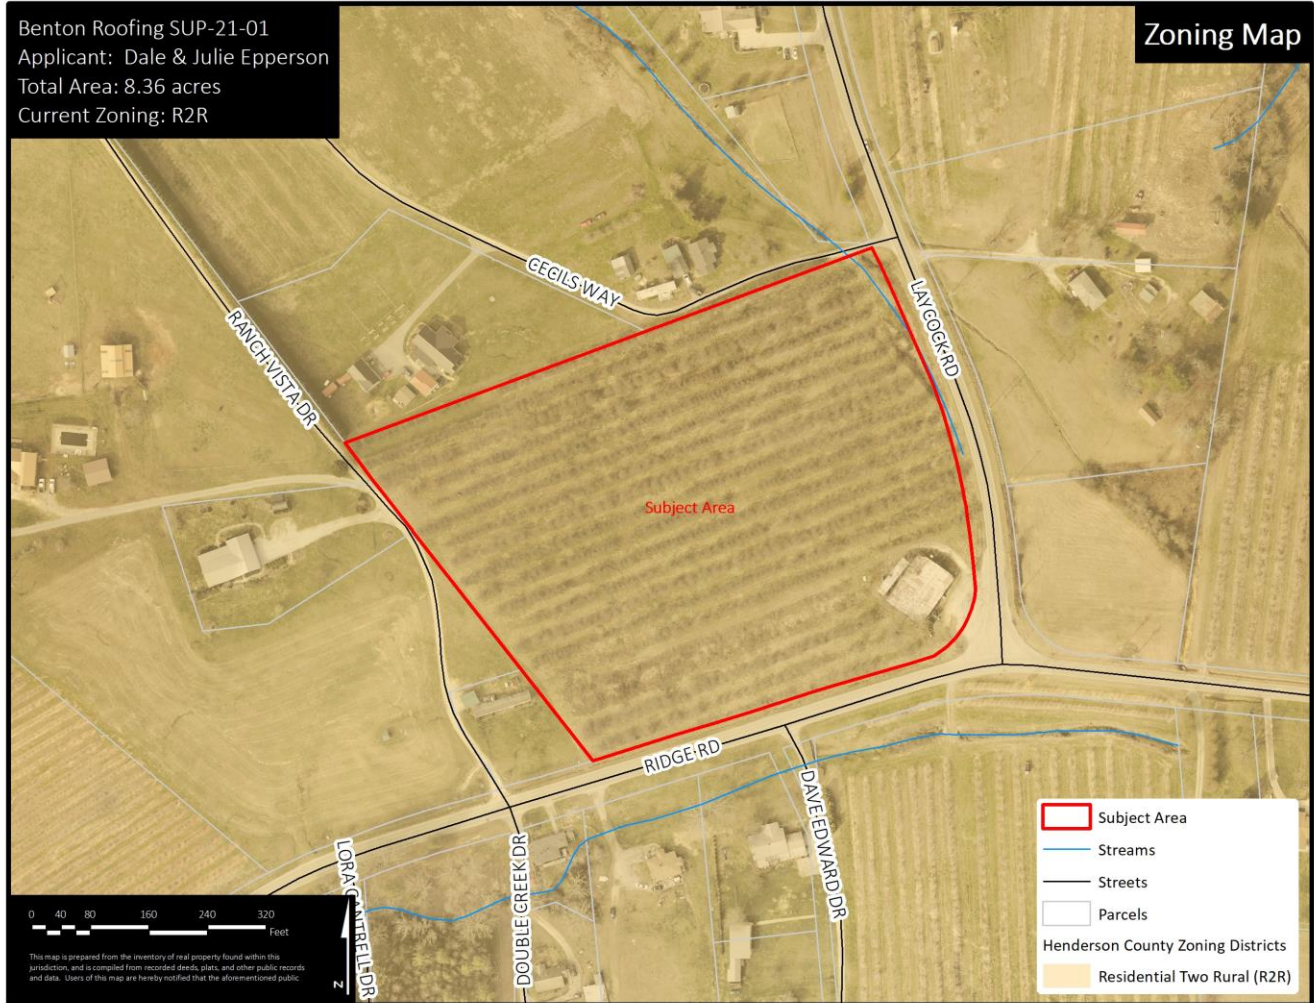 Benton Roofing SUP-21-01
Applicant: Dale & Julie Epperson
Total Area: 8.36 acres
Current Zoning: R2R
Zoning Map
CECILS WAY
RANCH VISTA DR
LAYCOCK RD
Subject Area
RIDGE RD
DAVE EDWARD DR
DOUBLE CREEK DR
LORA CANTRELL DR
Subject Area
Streams
Streets
Parcels
Henderson County Zoning Districts
Residential Two Rural (R2R)
0 40 80 160 240 320
Feet
This map is prepared from the inventory of real property found within this
jurisdiction, and is compiled from recorded deeds, plats, and other public records
and data. Users of this map are hereby notified that the aforementioned public
N